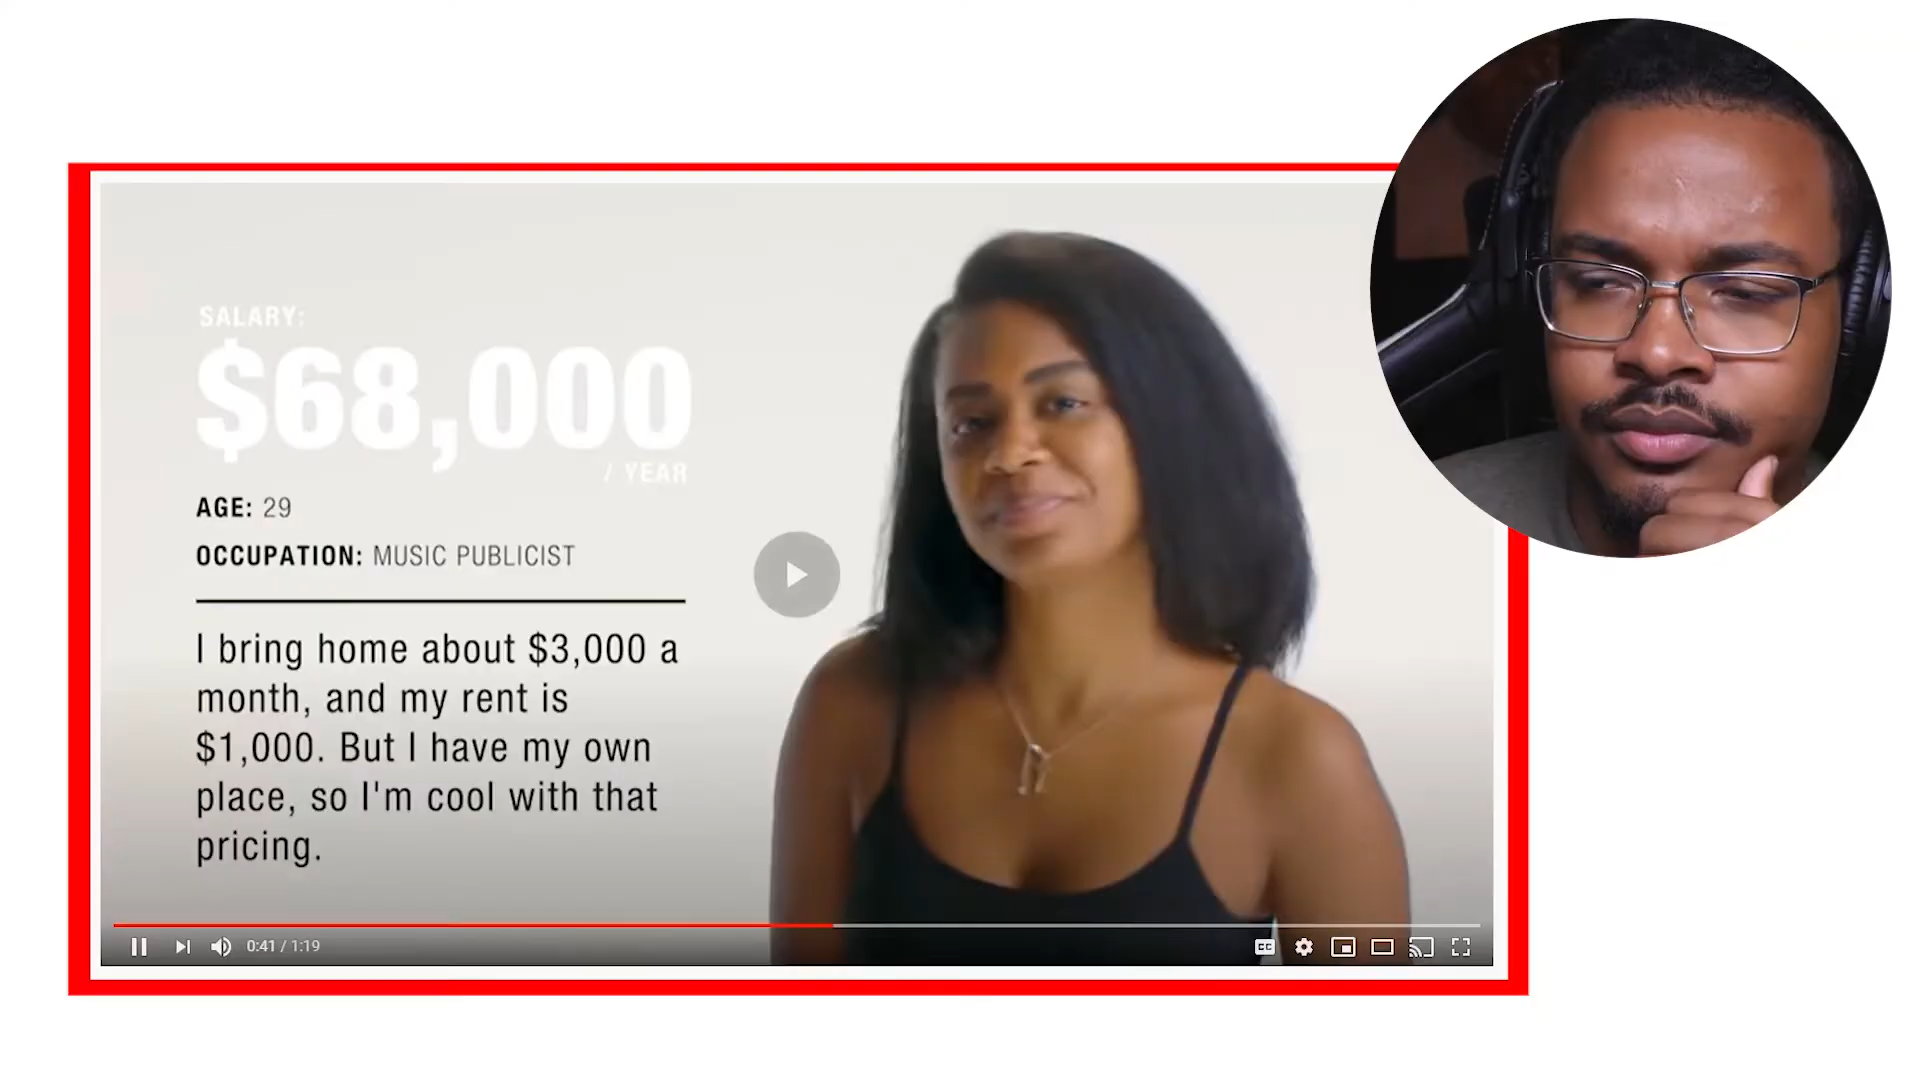 SALARY:
$68,000
/ YEAR
AGE: 29
OCCUPATION: MUSIC PUBLICIST
I bring home about $3,000 a
month, and my rent is
$1,000. But I have my own
place, so I'm cool with that
pricing.
0:41 / 1:19
CC